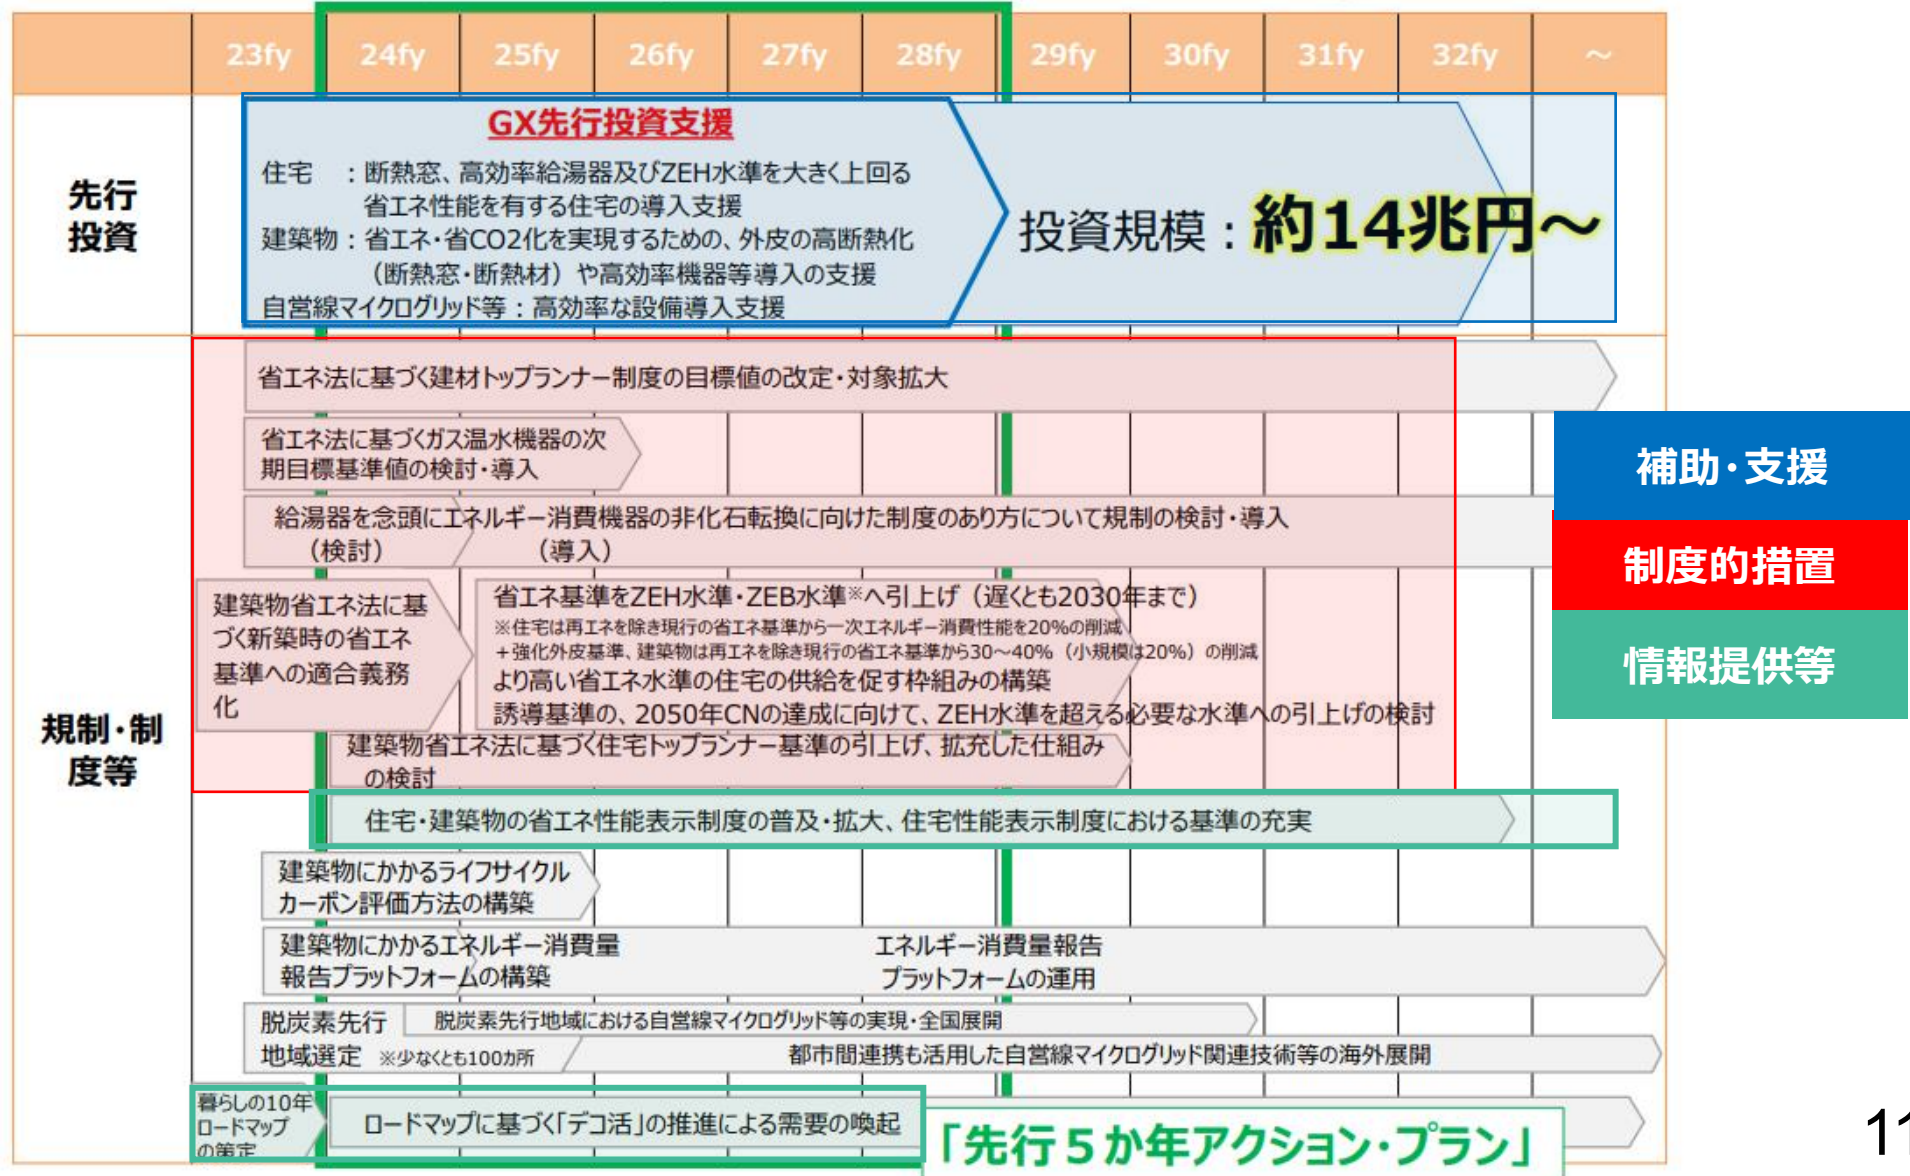 23fy 24fy 25fy 26fy 27fy 28fy 29fy 30fy 31fy 32fy ～
先行
投資
GX先行投資支援
住宅　：断熱窓、高効率給湯器及びZEH水準を大きく上回る
省エネ性能を有する住宅の導入支援
建築物：省エネ・省CO2化を実現するための、外皮の高断熱化
（断熱窓・断熱材）や高効率機器等導入の支援
自営線マイクログリッド等：高効率な設備導入支援
投資規模：約14兆円～
規制・制
度等
省エネ法に基づく建材トップランナー制度の目標値の改定・対象拡大
省エネ法に基づくガス温水機器の次
期目標基準値の検討・導入
給湯器を念頭にエネルギー消費機器の非化石転換に向けた制度のあり方について規制の検討・導入
（検討）　（導入）
建築物省エネ法に基
づく新築時の省エネ
基準への適合義務
化
省エネ基準をZEH水準・ZEB水準※へ引上げ（遅くとも2030年まで）
※住宅は再エネを除き現行の省エネ基準から一次エネルギー消費性能を20%の削減
＋強化外皮基準、建築物は再エネを除き現行の省エネ基準から30～40%（小規模は20%）の削減
より高い省エネ水準の住宅の供給を促す枠組みの構築
誘導基準の、2050年CNの達成に向けて、ZEH水準を超える必要な水準への引上げの検討
建築物省エネ法に基づく住宅トップランナー基準の引上げ、拡充した仕組み
の検討
住宅・建築物の省エネ性能表示制度の普及・拡大、住宅性能表示制度における基準の充実
建築物にかかるライフサイクル
カーボン評価方法の構築
建築物にかかるエネルギー消費量
報告プラットフォームの構築
エネルギー消費量報告
プラットフォームの運用
脱炭素先行
地域選定 ※少なくとも100カ所
脱炭素先行地域における自営線マイクログリッド等の実現・全国展開
都市間連携も活用した自営線マイクログリッド関連技術等の海外展開
暮らしの10年
ロードマップ
の策定
ロードマップに基づく「デコ活」の推進による需要の喚起
「先行５か年アクション・プラン」
補助・支援
制度的措置
情報提供等
11